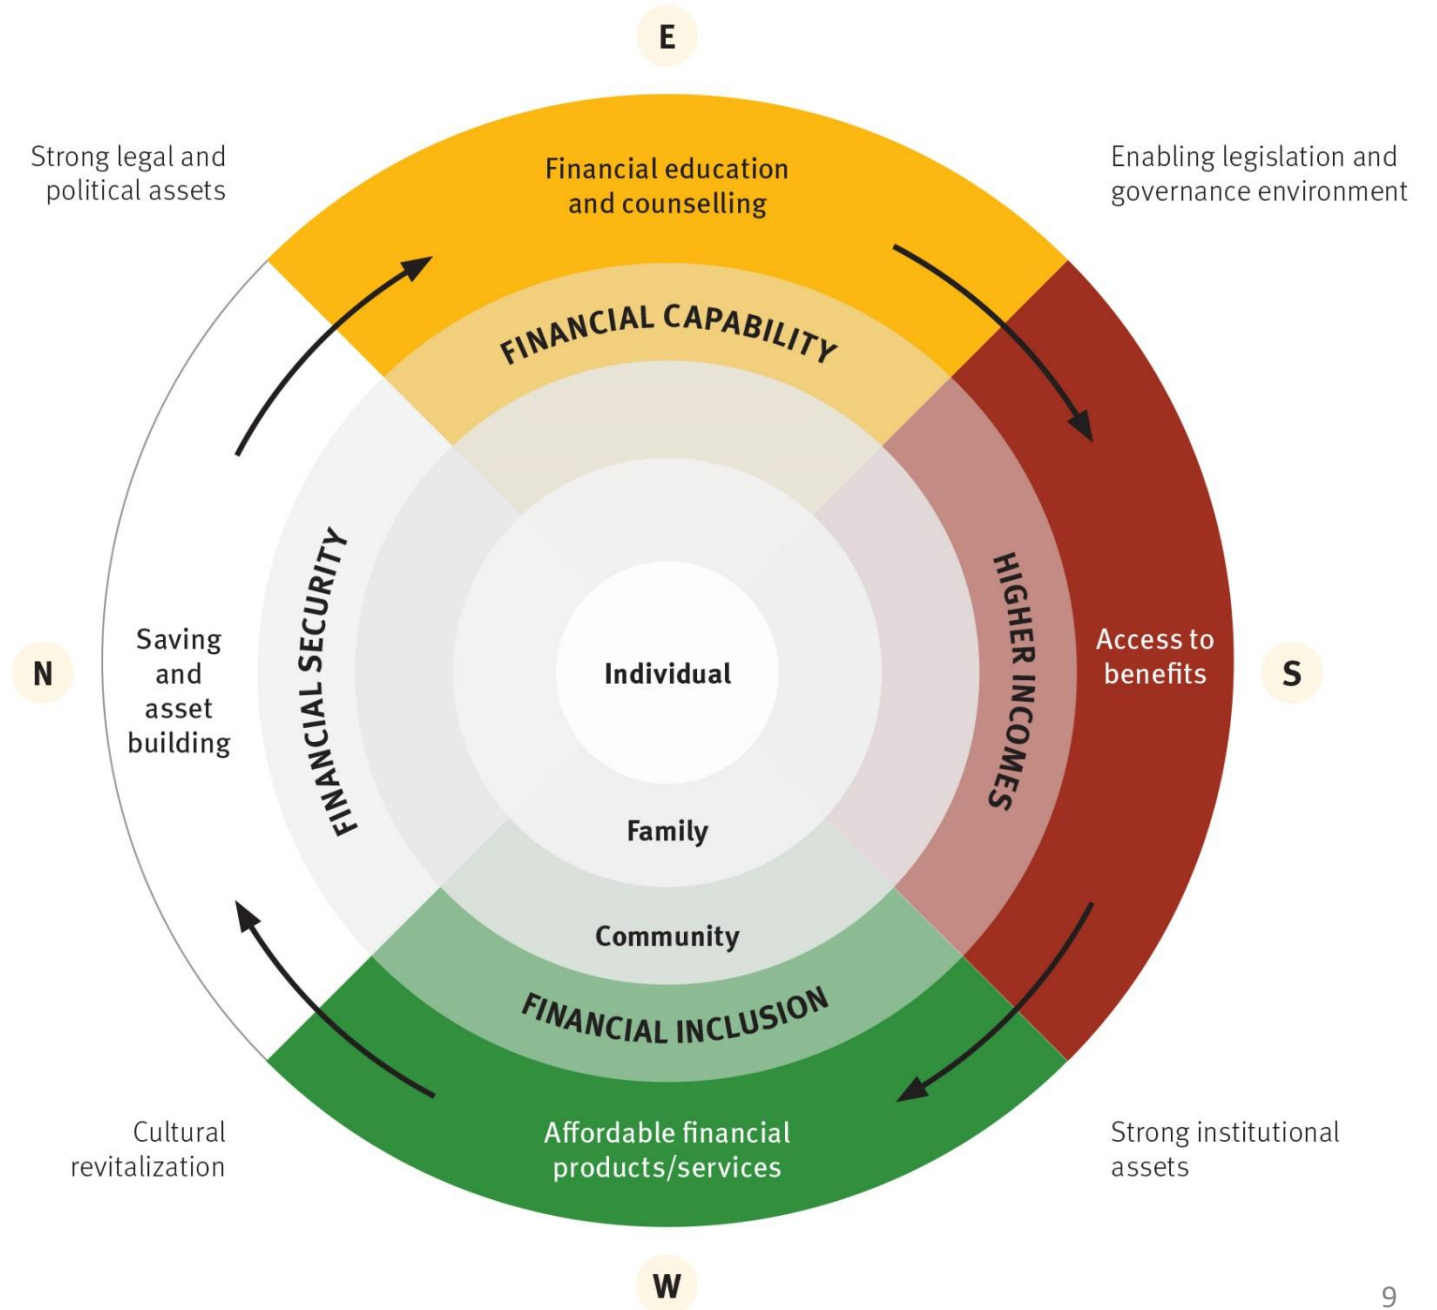 E
Strong legal and
political assets
Financial education
and counselling
Enabling legislation and
governance environment
FINANCIAL CAPABILITY
N
Saving
and
asset
building
FINANCIAL SECURITY
Individual
HIGHER INCOMES
Access to
benefits
S
Family
Community
FINANCIAL INCLUSION
Cultural
revitalization
Affordable financial
products/services
Strong institutional
assets
W
9